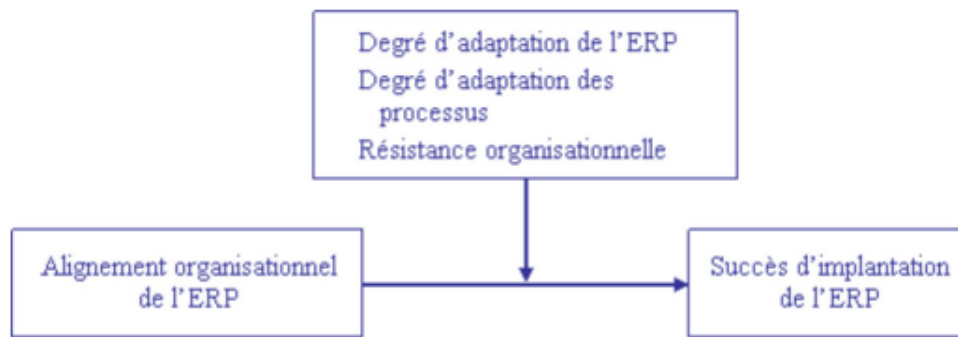 Degré d'adaptation de l'ERP
Degré d'adaptation des
processus
Résistance organisationnelle
Alignement organisationnel
de l'ERP
Succès d'implantation
de l'ERP